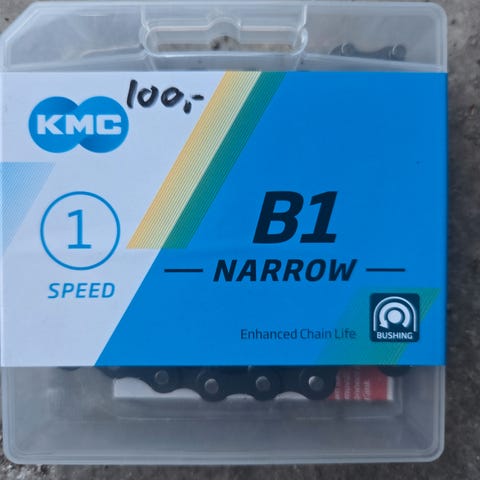 100,-
KMC
1
SPEED
B1
NARROW
Enhanced Chain Life
BUSHING